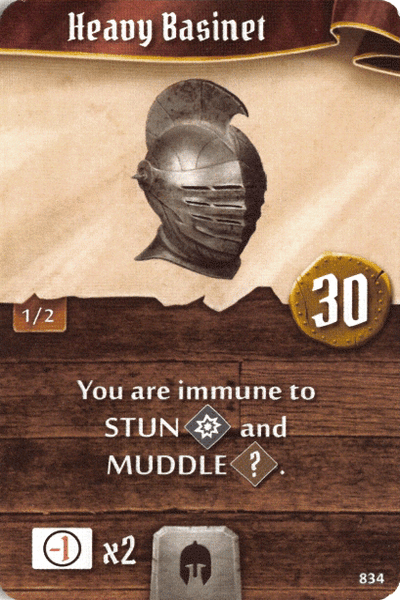 Heavy Basinet
30
1/2
You are immune to
STUN and
MUDDLE ? .
-1 x2
834